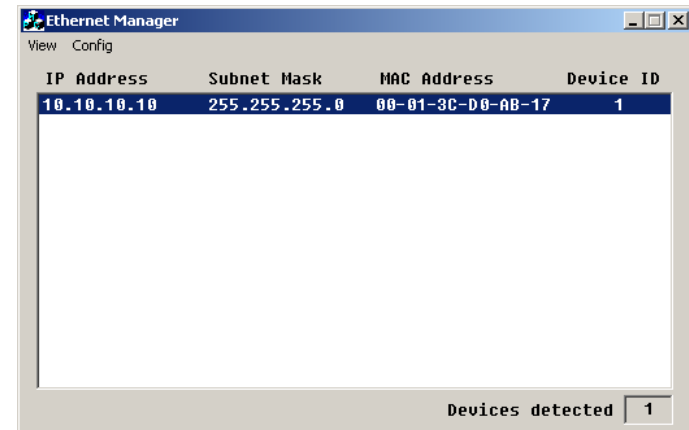 Ethernet Manager
View Config
IP Address Subnet Mask MAC Address Device ID
10.10.10.10 255.255.255.0 00-01-3C-D0-AB-17 1
Devices detected 1